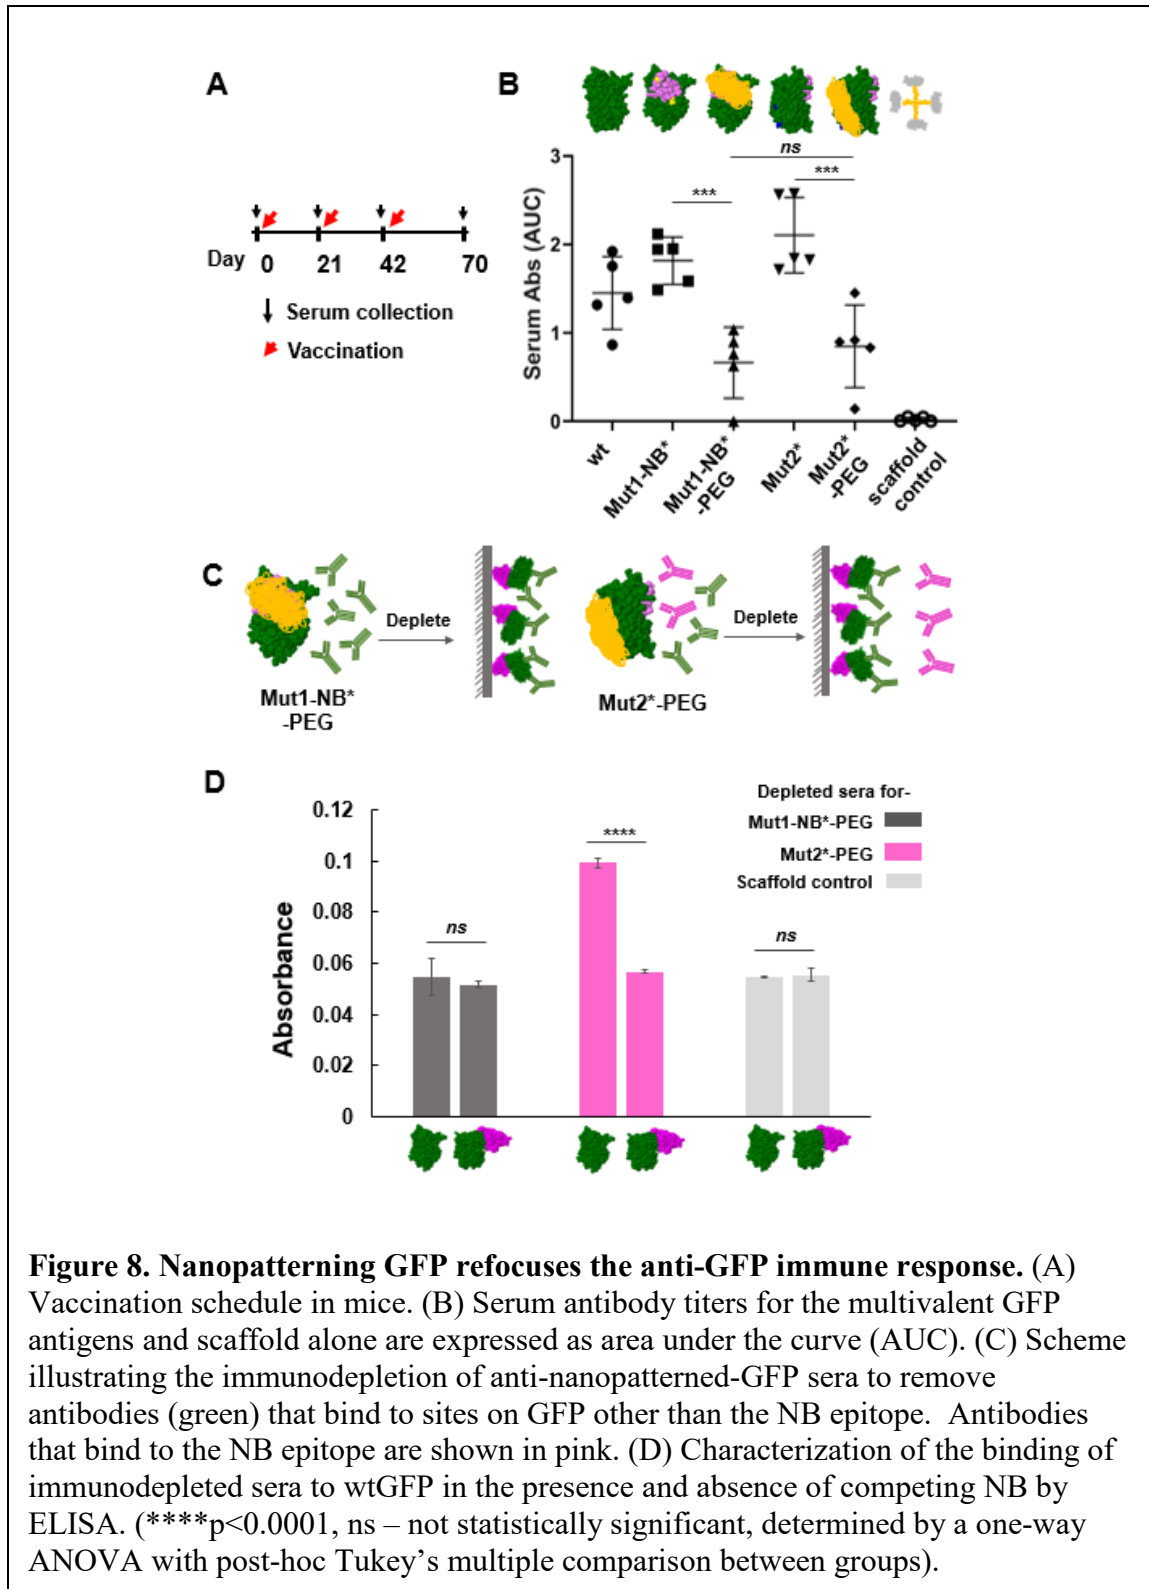 A
Day 0 21 42 70
Serum collection
Vaccination
B
ns
***
***
Serum Abs (AUC)
3
2
1
0
wt
Mut1-NB*
Mut1-NB*
-PEG
Mut2*
Mut2*
-PEG
scaffold
control
C
Deplete
Mut1-NB*
-PEG
Mut2*-PEG
Deplete
D
Depleted sera for-
Mut1-NB*-PEG
Mut2*-PEG
Scaffold control
Absorbance
0.12
0.1
0.08
0.06
0.04
0.02
0
ns
****
ns
Figure 8. Nanopatterning GFP refocuses the anti-GFP immune response. (A)
Vaccination schedule in mice. (B) Serum antibody titers for the multivalent GFP
antigens and scaffold alone are expressed as area under the curve (AUC). (C) Scheme
illustrating the immunodepletion of anti-nanopatterned-GFP sera to remove
antibodies (green) that bind to sites on GFP other than the NB epitope.  Antibodies
that bind to the NB epitope are shown in pink. (D) Characterization of the binding of
immunodepleted sera to wtGFP in the presence and absence of competing NB by
ELISA. (****p<0.0001, ns – not statistically significant, determined by a one-way
ANOVA with post-hoc Tukey’s multiple comparison between groups).